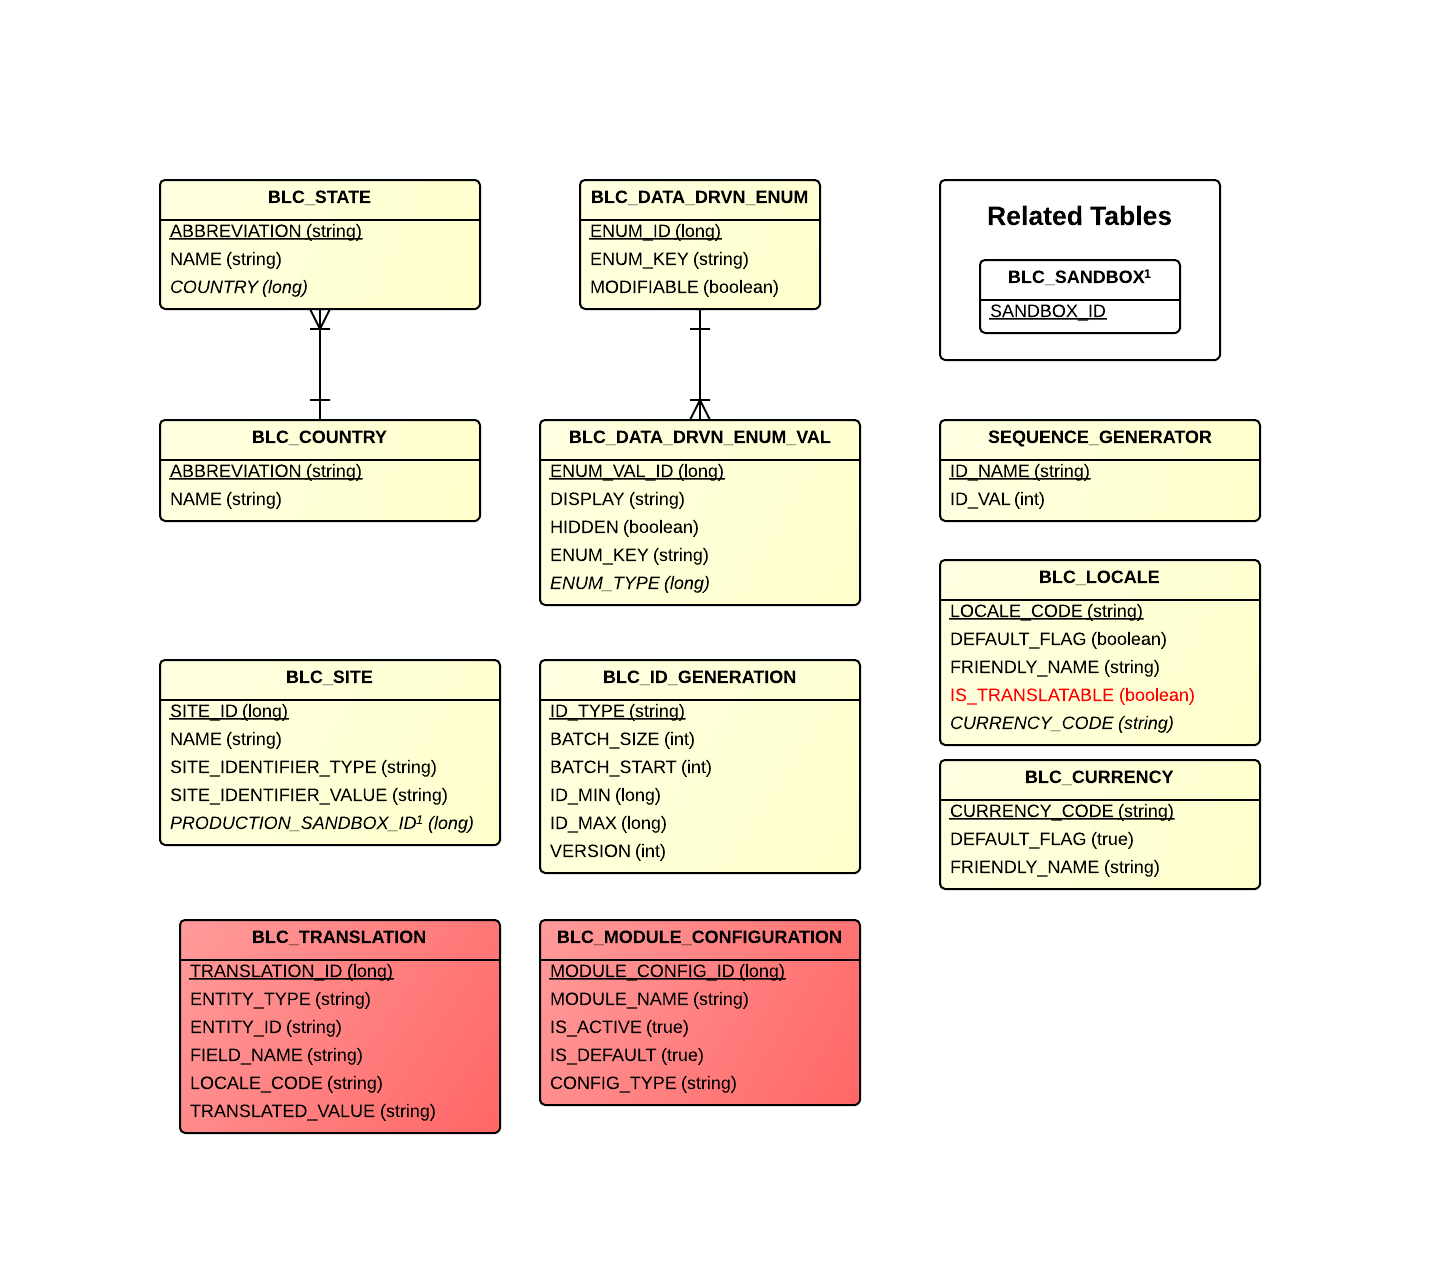 BLC_STATE
ABBREVIATION (string)
NAME (string)
COUNTRY (long)
BLC_DATA_DRVN_ENUM
ENUM_ID (long)
ENUM_KEY (string)
MODIFIABLE (boolean)
Related Tables
BLC_SANDBOX¹
SANDBOX_ID
BLC_COUNTRY
ABBREVIATION (string)
NAME (string)
BLC_DATA_DRVN_ENUM_VAL
ENUM_VAL_ID (long)
DISPLAY (string)
HIDDEN (boolean)
ENUM_KEY (string)
ENUM_TYPE (long)
SEQUENCE_GENERATOR
ID_NAME (string)
ID_VAL (int)
BLC_LOCALE
LOCALE_CODE (string)
DEFAULT_FLAG (boolean)
FRIENDLY_NAME (string)
IS_TRANSLATABLE (boolean)
CURRENCY_CODE (string)
BLC_SITE
SITE_ID (long)
NAME (string)
SITE_IDENTIFIER_TYPE (string)
SITE_IDENTIFIER_VALUE (string)
PRODUCTION_SANDBOX_ID¹ (long)
BLC_ID_GENERATION
ID_TYPE (string)
BATCH_SIZE (int)
BATCH_START (int)
ID_MIN (long)
ID_MAX (long)
VERSION (int)
BLC_CURRENCY
CURRENCY_CODE (string)
DEFAULT_FLAG (true)
FRIENDLY_NAME (string)
BLC_TRANSLATION
TRANSLATION_ID (long)
ENTITY_TYPE (string)
ENTITY_ID (string)
FIELD_NAME (string)
LOCALE_CODE (string)
TRANSLATED_VALUE (string)
BLC_MODULE_CONFIGURATION
MODULE_CONFIG_ID (long)
MODULE_NAME (string)
IS_ACTIVE (true)
IS_DEFAULT (true)
CONFIG_TYPE (string)